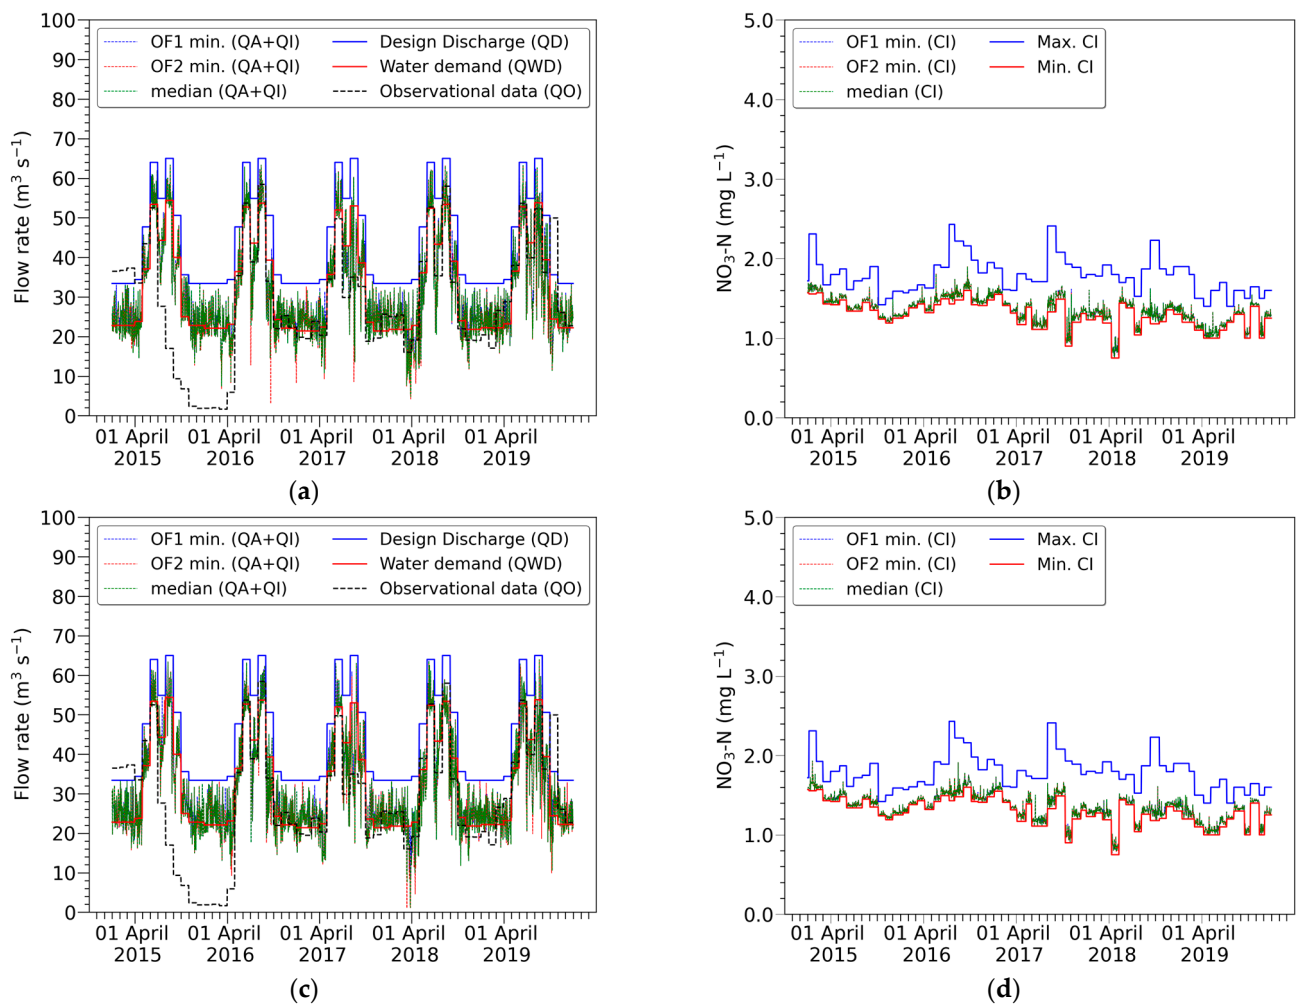 OF1 min. (QA+QI)
OF2 min. (QA+QI)
median (QA+QI)
Design Discharge (QD)
Water demand (QWD)
Observational data (QO)
Flow rate (m³ s⁻¹)
100
90
80
70
60
50
40
30
20
10
0
01 April 2015
01 April 2016
01 April 2017
01 April 2018
01 April 2019
(a)
OF1 min. (CI)
OF2 min. (CI)
median (CI)
Max. CI
Min. CI
NO₃-N (mg L⁻¹)
5.0
4.0
3.0
2.0
1.0
0.0
01 April 2015
01 April 2016
01 April 2017
01 April 2018
01 April 2019
(b)
OF1 min. (QA+QI)
OF2 min. (QA+QI)
median (QA+QI)
Design Discharge (QD)
Water demand (QWD)
Observational data (QO)
Flow rate (m³ s⁻¹)
100
90
80
70
60
50
40
30
20
10
0
01 April 2015
01 April 2016
01 April 2017
01 April 2018
01 April 2019
(c)
OF1 min. (CI)
OF2 min. (CI)
median (CI)
Max. CI
Min. CI
NO₃-N (mg L⁻¹)
5.0
4.0
3.0
2.0
1.0
0.0
01 April 2015
01 April 2016
01 April 2017
01 April 2018
01 April 2019
(d)